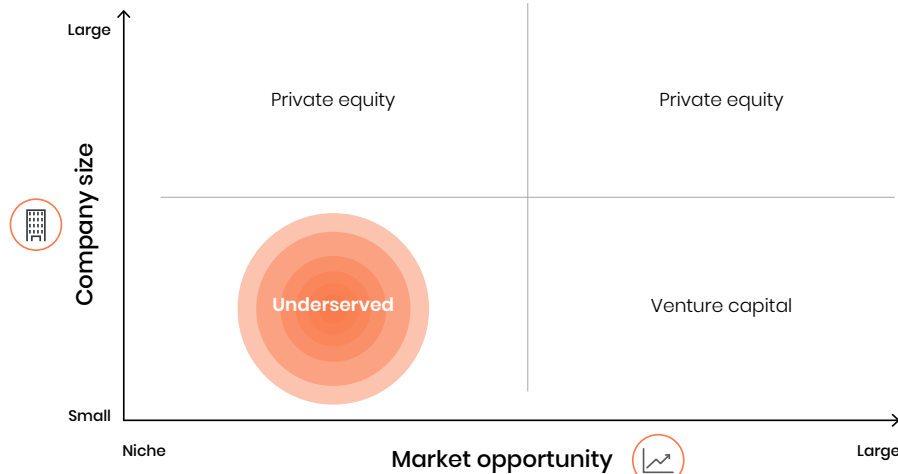 Large
Private equity
Private equity
Company size
Underserved
Venture capital
Small
Niche
Market opportunity
Large